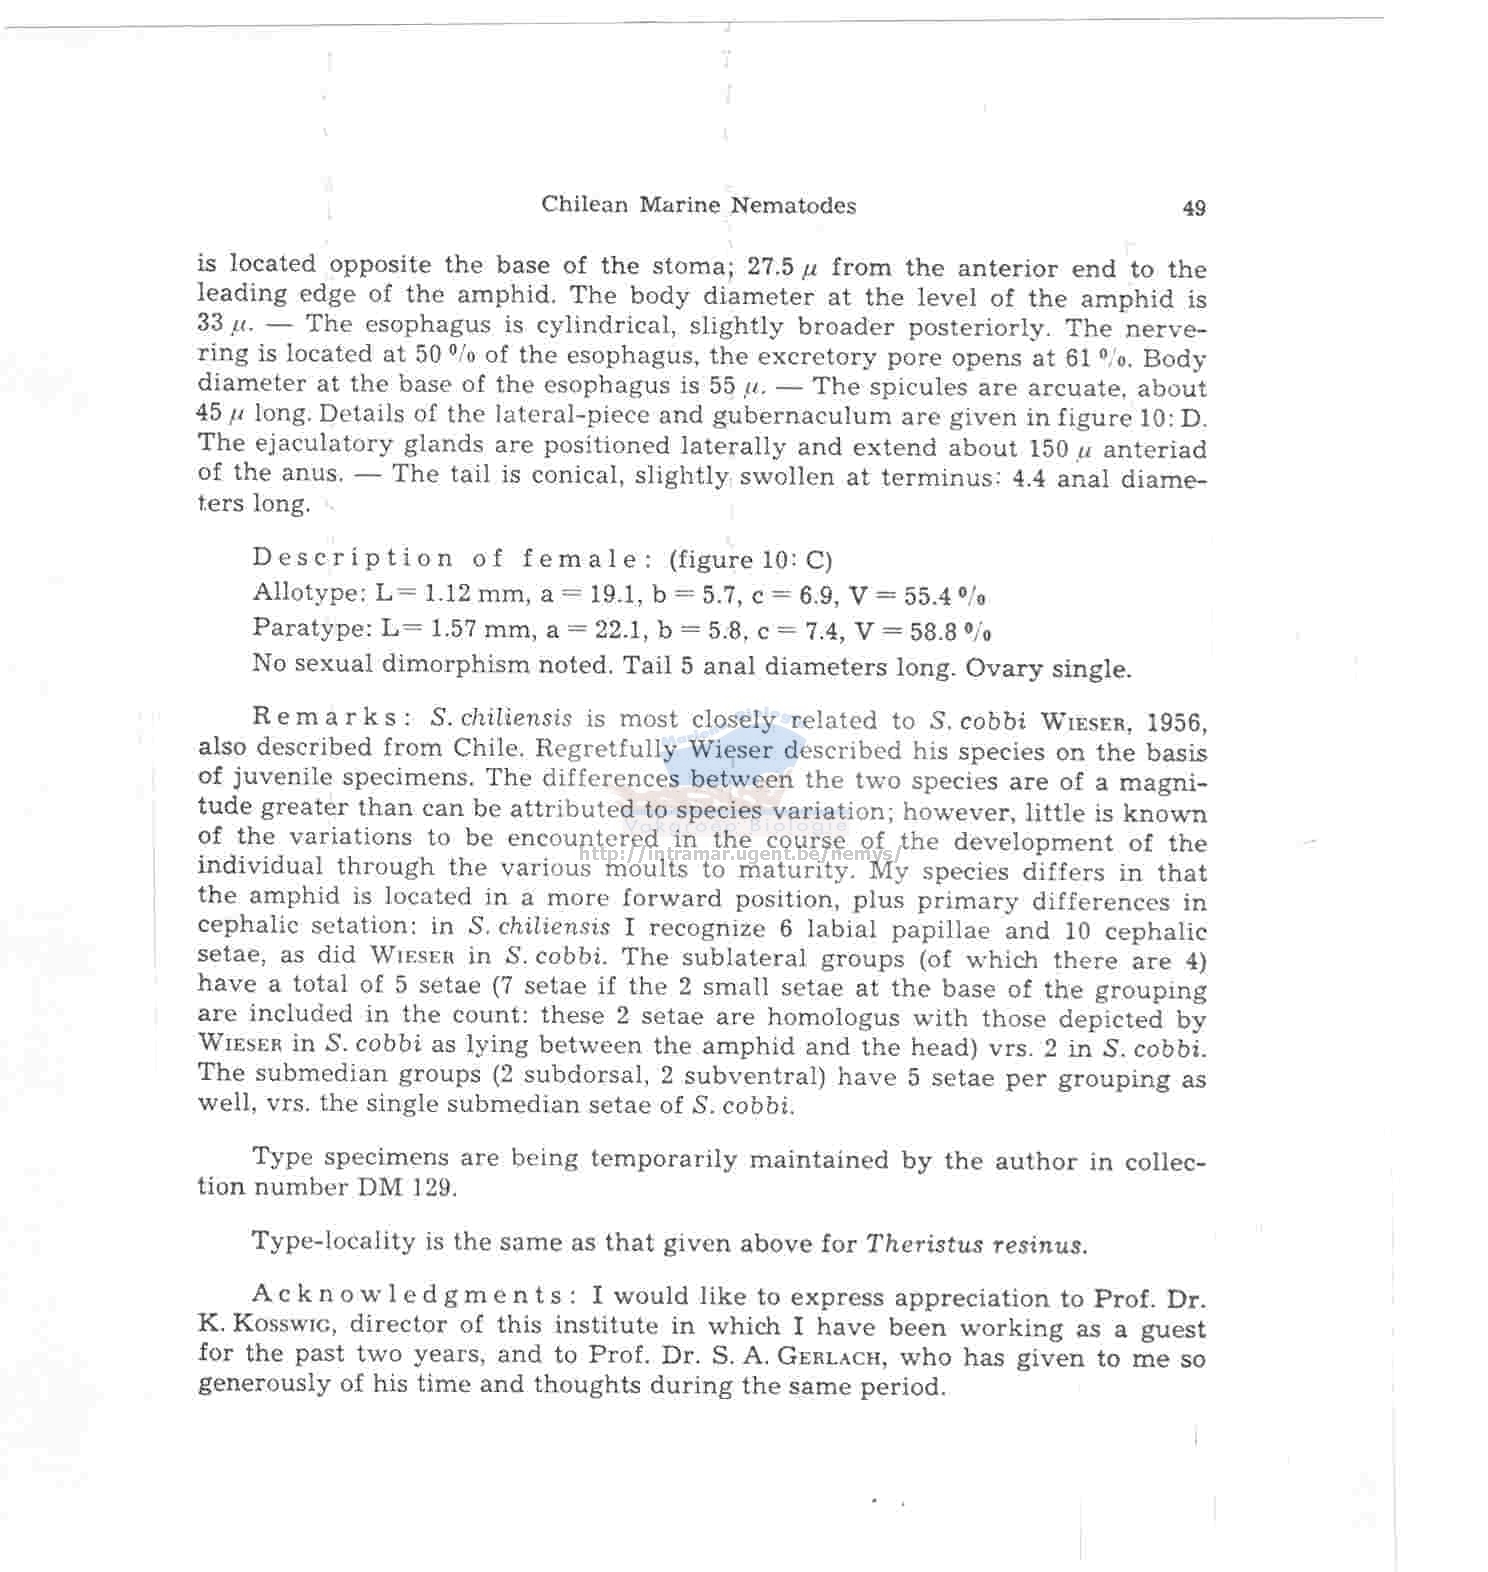 Chilean Marine Nematodes 49
is located opposite the base of the stoma; 27.5 μ from the anterior end to the
leading edge of the amphid. The body diameter at the level of the amphid is
33 μ. — The esophagus is cylindrical, slightly broader posteriorly. The nerve-
ring is located at 50 % of the esophagus, the excretory pore opens at 61 %. Body
diameter at the base of the esophagus is 55 μ. — The spicules are arcuate, about
45 μ long. Details of the lateral-piece and gubernaculum are given in figure 10: D.
The ejaculatory glands are positioned laterally and extend about 150 μ anteriad
of the anus. — The tail is conical, slightly swollen at terminus: 4.4 anal diame-
ters long.
Description of female: (figure 10: C)
Allotype: L= 1.12 mm, a = 19.1, b = 5.7, c = 6.9, V = 55.4 %
Paratype: L= 1.57 mm, a = 22.1, b = 5.8, c = 7.4, V = 58.8 %
No sexual dimorphism noted. Tail 5 anal diameters long. Ovary single.
Remarks: S. chiliensis is most closely related to S. cobbi WIESER, 1956,
also described from Chile. Regretfully Wieser described his species on the basis
of juvenile specimens. The differences between the two species are of a magni-
tude greater than can be attributed to species variation; however, little is known
of the variations to be encountered in the course of the development of the
individual through the various moults to maturity. My species differs in that
the amphid is located in a more forward position, plus primary differences in
cephalic setation: in S. chiliensis I recognize 6 labial papillae and 10 cephalic
setae, as did WIESER in S. cobbi. The sublateral groups (of which there are 4)
have a total of 5 setae (7 setae if the 2 small setae at the base of the grouping
are included in the count: these 2 setae are homologus with those depicted by
WIESER in S. cobbi as lying between the amphid and the head) vrs. 2 in S. cobbi.
The submedian groups (2 subdorsal, 2 subventral) have 5 setae per grouping as
well, vrs. the single submedian setae of S. cobbi.
Type specimens are being temporarily maintained by the author in collec-
tion number DM 129.
Type-locality is the same as that given above for Theristus resinus.
Acknowledgments: I would like to express appreciation to Prof. Dr.
K. KOSSWIG, director of this institute in which I have been working as a guest
for the past two years, and to Prof. Dr. S. A. GERLACH, who has given to me so
generously of his time and thoughts during the same period.
Vakgroep Biologie
http://intramar.ugent.be/nemys/